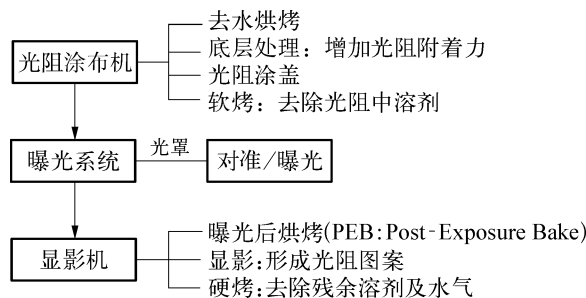 去水烘烤
底层处理：增加光阻附着力
光阻涂布机
光阻涂盖
软烤：去除光阻中溶剂
曝光系统
光罩
对准/曝光
曝光后烘烤(PEB:Post-Exposure Bake)
显影机
显影:形成光阻图案
硬烤:去除残余溶剂及水气